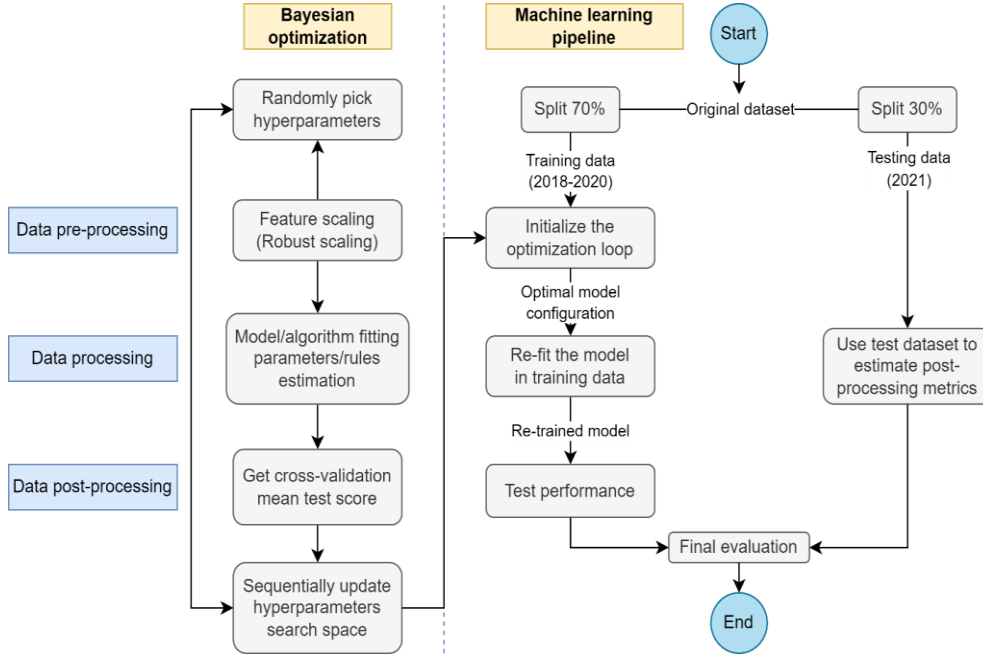 Bayesian
optimization
Machine learning
pipeline
Start
Randomly pick
hyperparameters
Split 70%
Original dataset
Split 30%
Training data
(2018-2020)
Testing data
(2021)
Data pre-processing
Feature scaling
(Robust scaling)
Initialize the
optimization loop
Optimal model
configuration
Data processing
Model/algorithm fitting
parameters/rules
estimation
Re-fit the model
in training data
Use test dataset to
estimate post-
processing metrics
Re-trained model
Data post-processing
Get cross-validation
mean test score
Test performance
Final evaluation
Sequentially update
hyperparameters
search space
End